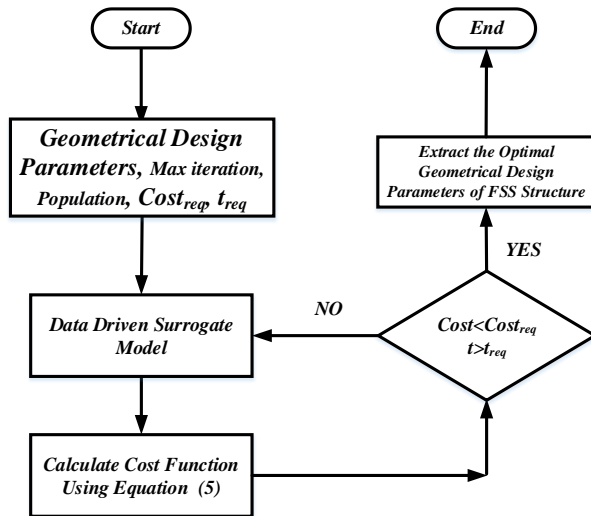 Start
Geometrical Design
Parameters, Max iteration,
Population, Cost_req, t_req
Data Driven Surrogate
Model
Calculate Cost Function
Using Equation (5)
NO
Cost<Cost_req
t>t_req
YES
Extract the Optimal
Geometrical Design
Parameters of FSS Structure
End